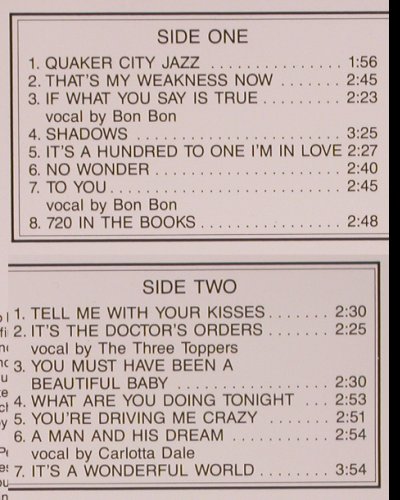 SIDE ONE
1. QUAKER CITY JAZZ . . . . . . . . . . . . 1:56
2. THAT'S MY WEAKNESS NOW . . . . . . 2:45
3. IF WHAT YOU SAY IS TRUE . . . . . . . . 2:23
vocal by Bon Bon
4. SHADOWS . . . . . . . . . . . . . . . . . . . . . 3:25
5. IT'S A HUNDRED TO ONE I'M IN LOVE 2:27
6. NO WONDER . . . . . . . . . . . . . . . . . . . 2:40
7. TO YOU . . . . . . . . . . . . . . . . . . . . . . . . 2:45
vocal by Bon Bon
8. 720 IN THE BOOKS . . . . . . . . . . . . . . . 2:48
SIDE TWO
1. TELL ME WITH YOUR KISSES . . . . . . . 2:30
2. IT'S THE DOCTOR'S ORDERS . . . . . . . 2:25
vocal by The Three Toppers
3. YOU MUST HAVE BEEN A
BEAUTIFUL BABY . . . . . . . . . . . . . . . 2:30
4. WHAT ARE YOU DOING TONIGHT . . . 2:53
5. YOU'RE DRIVING ME CRAZY . . . . . . . 2:51
6. A MAN AND HIS DREAM . . . . . . . . . . . 2:54
vocal by Carlotta Dale
7. IT'S A WONDERFUL WORLD . . . . . . . . 3:54